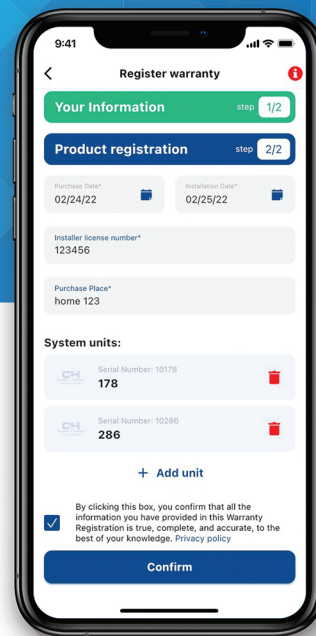 9:41
Register warranty
Your Information step 1/2
Product registration step 2/2
Purchase Date* Installation Date*
02/24/22 02/25/22
Installer license number*
123456
Purchase Place*
home 123
System units:
CH Serial Number: 10178
178
CH Serial Number: 10286
286
+ Add unit
By clicking this box, you confirm that all the
information you have provided in this Warranty
Registration is true, complete, and accurate, to the
best of your knowledge. Privacy policy
Confirm